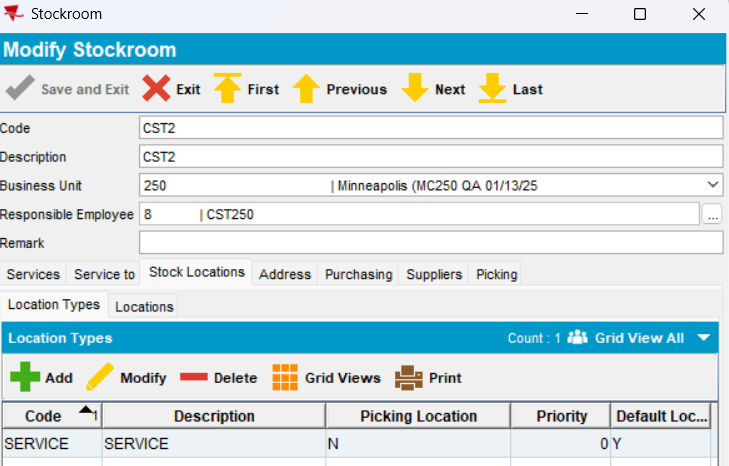 Stockroom
Modify Stockroom
Save and Exit Exit First Previous Next Last
Code CST2
Description CST2
Business Unit 250 | Minneapolis (MC250 QA 01/13/25
Responsible Employee 8 | CST250 ...
Remark
Services Service to Stock Locations Address Purchasing Suppliers Picking
Location Types Locations
Location Types Count : 1 Grid View All
Add Modify Delete Grid Views Print
Code 1 Description Picking Location Priority Default Loc...
SERVICE SERVICE N 0 Y